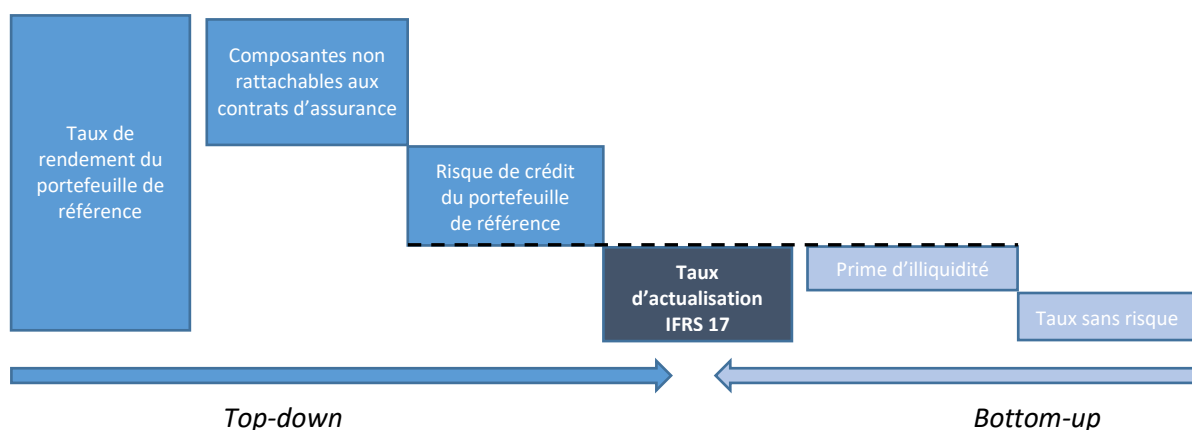 Taux de
rendement du
portefeuille de
référence
Composantes non
rattachables aux
contrats d’assurance
Risque de crédit
du portefeuille
de référence
Taux
d’actualisation
IFRS 17
Prime d’illiquidité
Taux sans risque
Top-down
Bottom-up